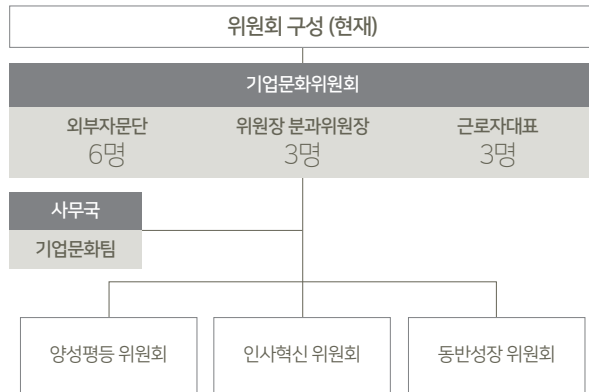 위원회 구성 (현재)
기업문화위원회
외부자문단 위원장 분과위원장 근로자대표
6명 3명 3명
사무국
기업문화팀
양성평등 위원회 인사혁신 위원회 동반성장 위원회